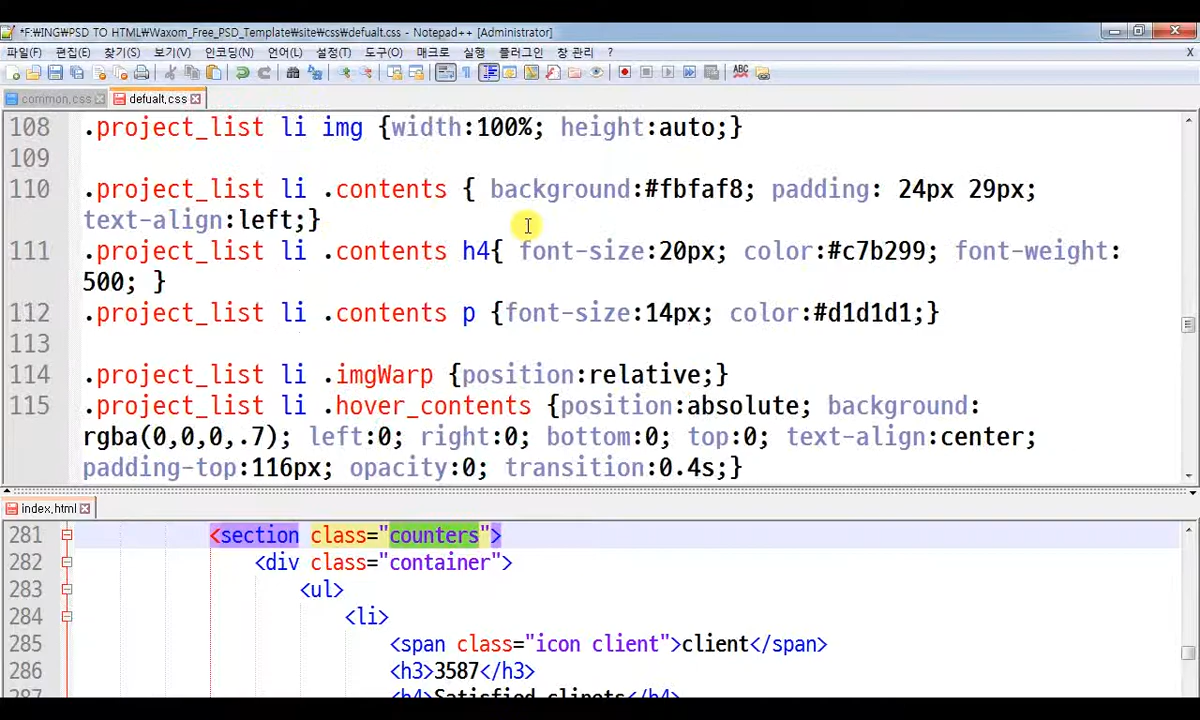 *F:\ING\PSD TO HTML\Waxom_Free_PSD_Template\site\css\defualt.css - Notepad++ [Administrator]
파일(F) 편집(E) 찾기(S) 보기(V) 인코딩(N) 언어(L) 설정(T) 도구(O) 매크로 실행 플러그인 창 관리 ? X
common.css defualt.css
108 .project_list li img {width:100%; height:auto;}
109
110 .project_list li .contents { background:#fbfaf8; padding: 24px 29px;
text-align:left;}
111 .project_list li .contents h4{ font-size:20px; color:#c7b299; font-weight:
500; }
112 .project_list li .contents p {font-size:14px; color:#d1d1d1;}
113
114 .project_list li .imgWarp {position:relative;}
115 .project_list li .hover_contents {position:absolute; background:
rgba(0,0,0,.7); left:0; right:0; bottom:0; top:0; text-align:center;
padding-top:116px; opacity:0; transition:0.4s;}
index.html
281 <section class="counters">
282 <div class="container">
283 <ul>
284 <li>
285 <span class="icon client">client</span>
286 <h3>3587</h3>
287 <h4>Satisfied clinets</h4>